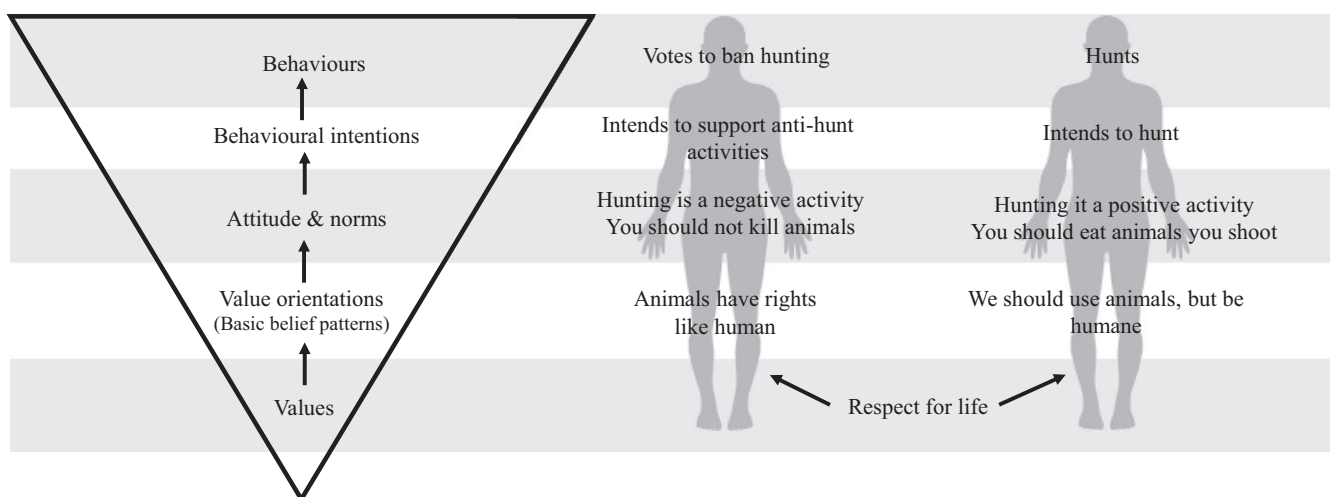 Behaviours
Behavioural intentions
Attitude & norms
Value orientations
(Basic belief patterns)
Values
Votes to ban hunting
Intends to support anti-hunt
activities
Hunting is a negative activity
You should not kill animals
Animals have rights
like human
Hunts
Intends to hunt
Hunting it a positive activity
You should eat animals you shoot
We should use animals, but be
humane
Respect for life